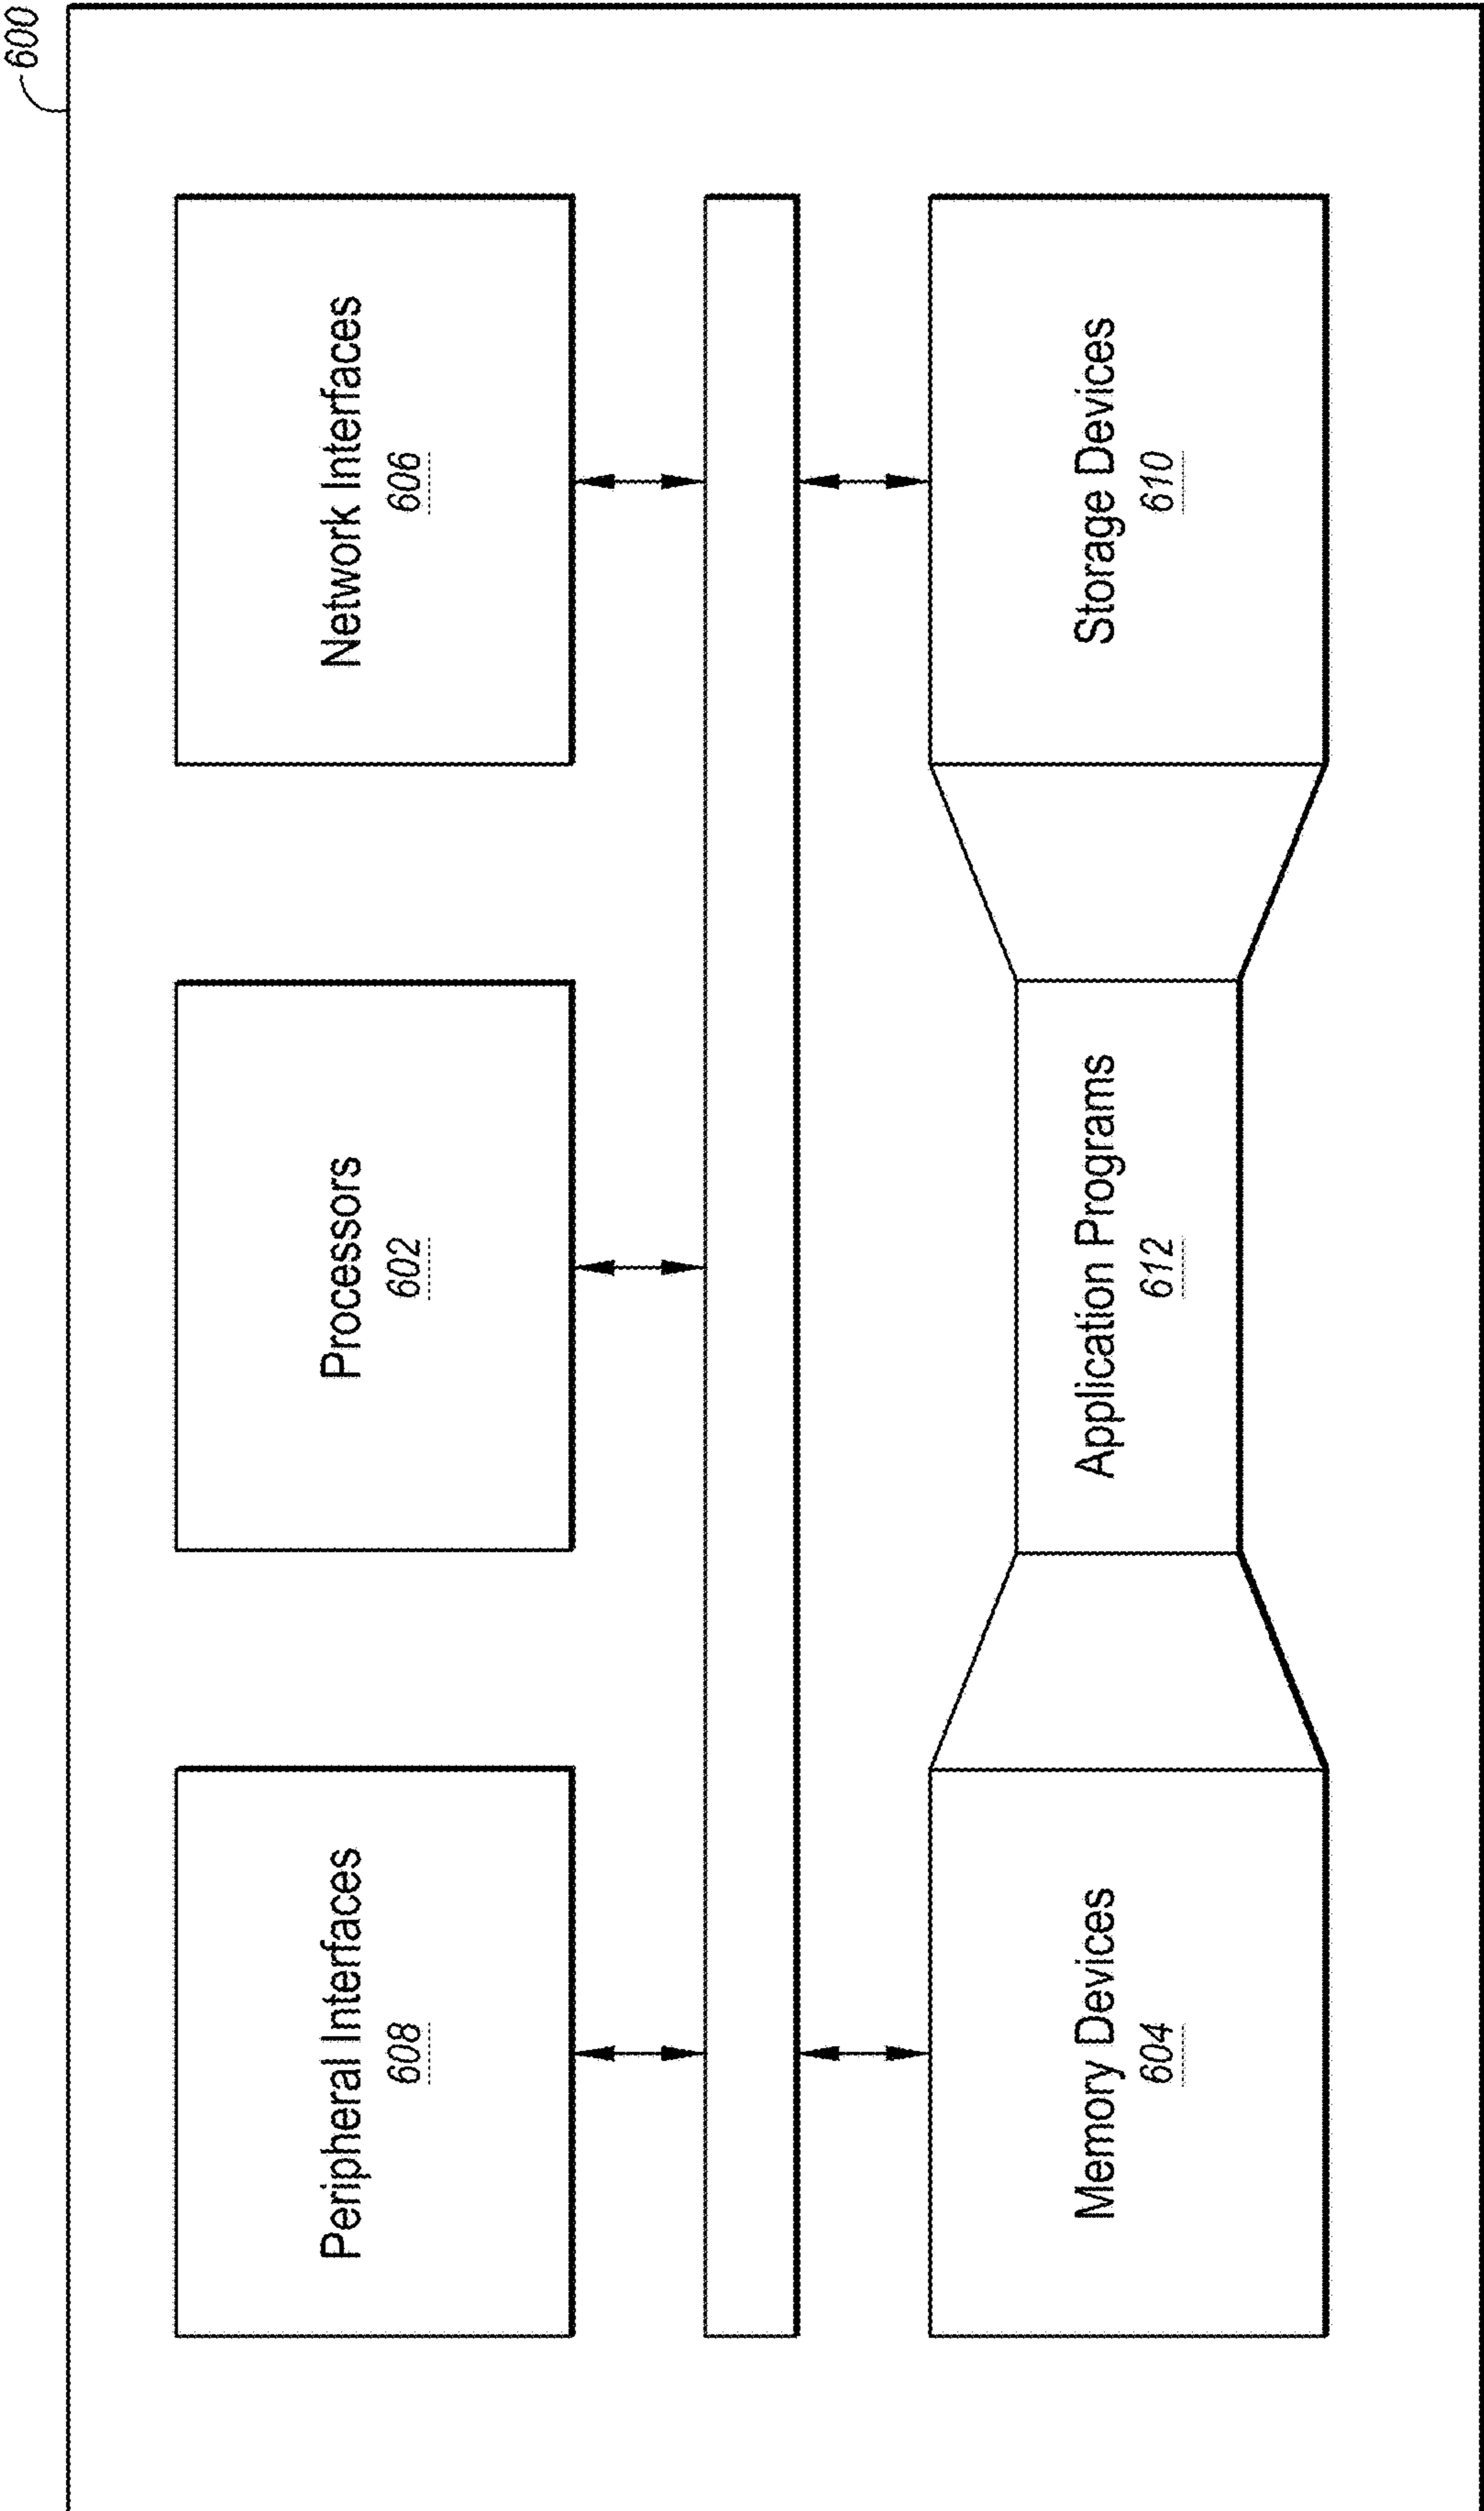 600
Peripheral Interfaces
608
Processors
602
Network Interfaces
606
Memory Devices
604
Application Programs
612
Storage Devices
610